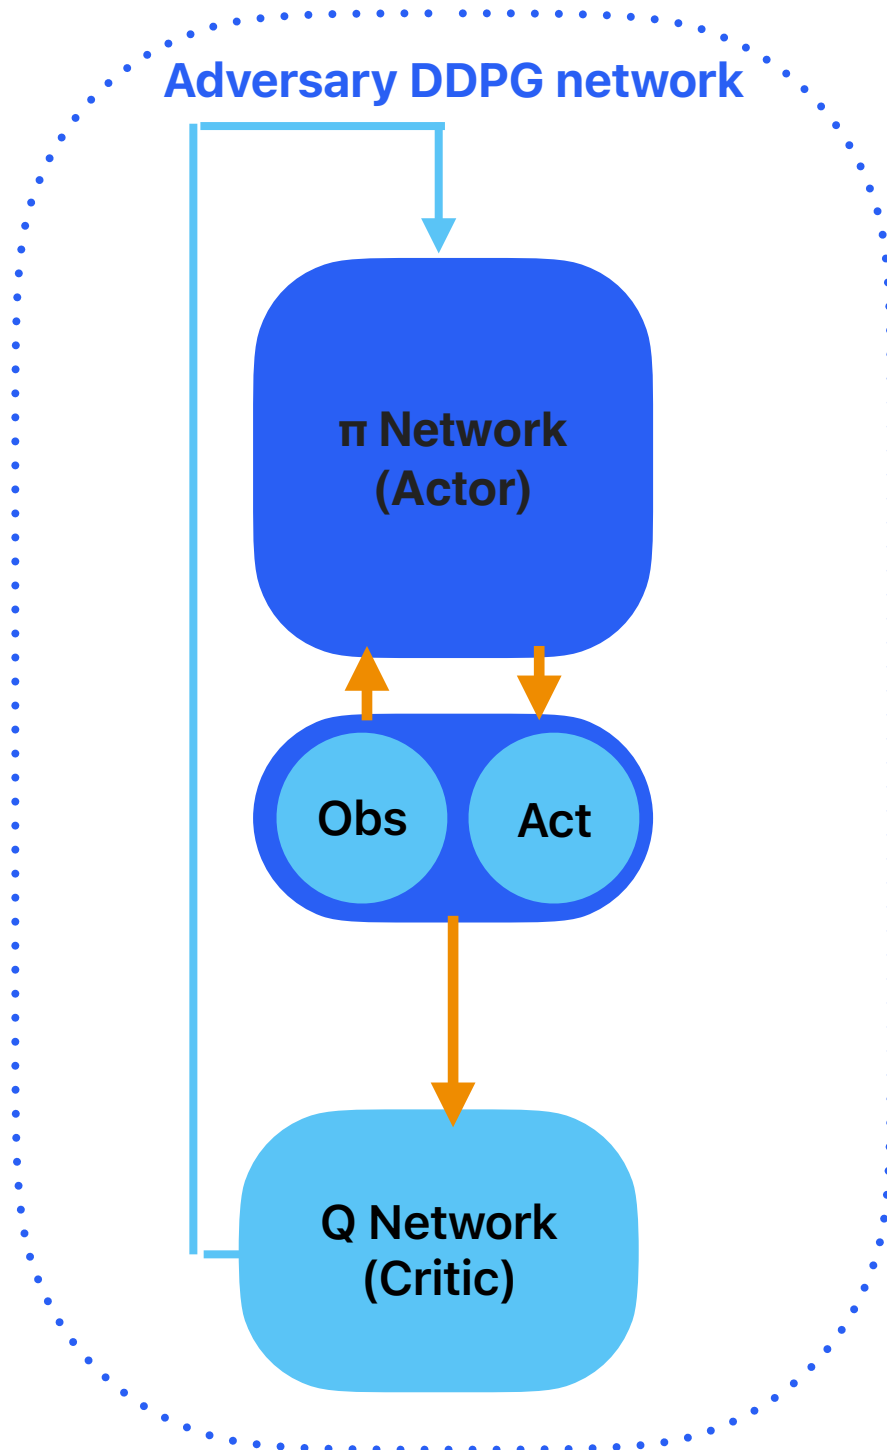 Adversary DDPG network
π Network
(Actor)
Obs
Act
Q Network
(Critic)